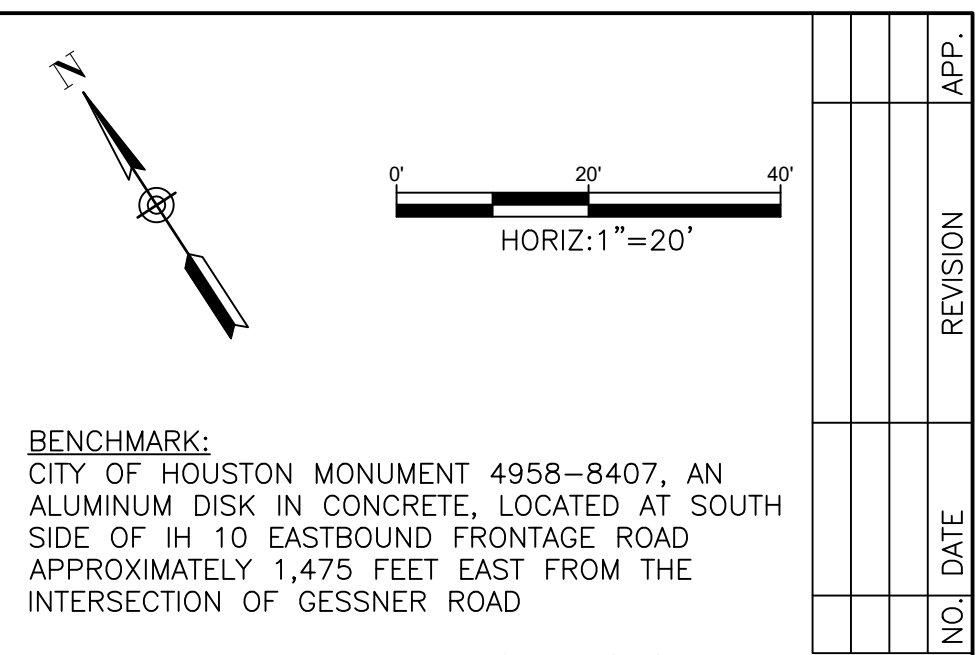 N
0' 20' 40'
HORIZ:1"=20'
BENCHMARK:
CITY OF HOUSTON MONUMENT 4958-8407, AN
ALUMINUM DISK IN CONCRETE, LOCATED AT SOUTH
SIDE OF IH 10 EASTBOUND FRONTAGE ROAD
APPROXIMATELY 1,475 FEET EAST FROM THE
INTERSECTION OF GESSNER ROAD
NO. DATE REVISION APP.